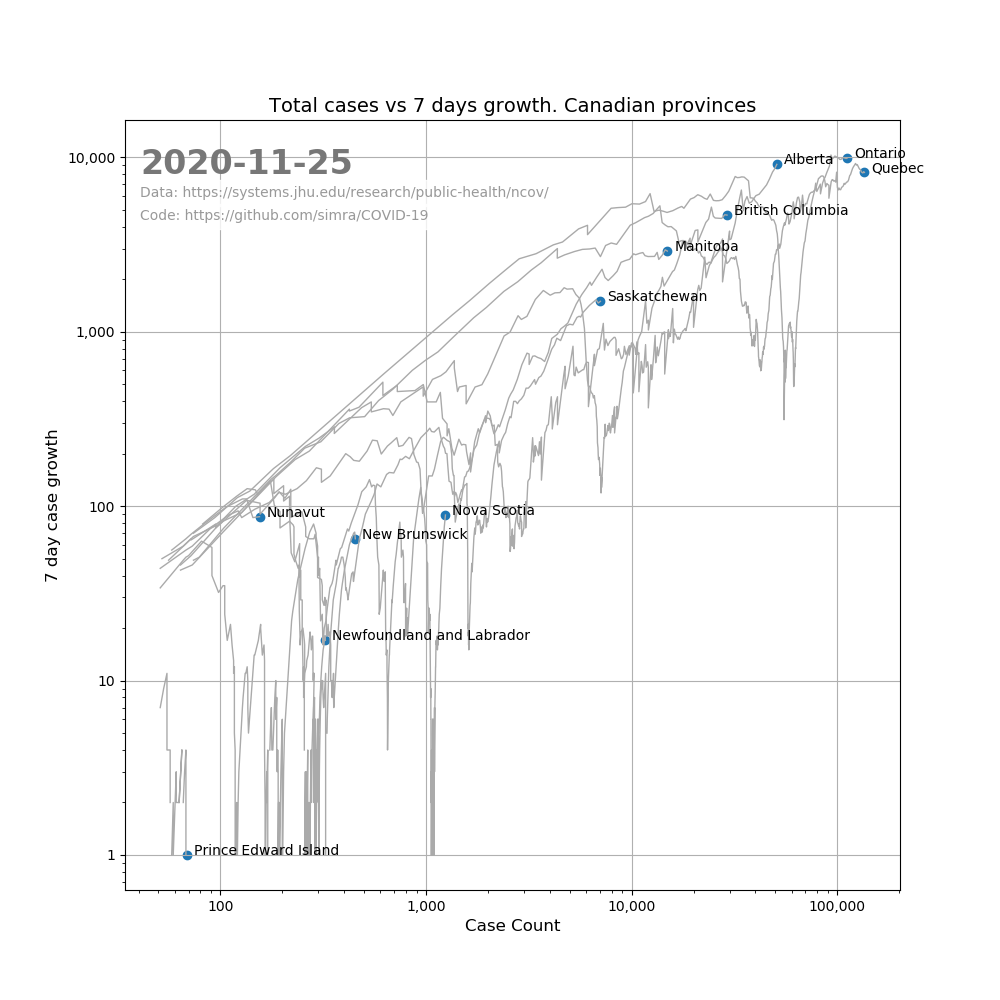 Total cases vs 7 days growth. Canadian provinces
2020-11-25
Data: https://systems.jhu.edu/research/public-health/ncov/
Code: https://github.com/simra/COVID-19
10,000
1,000
100
10
1
7 day case growth
Alberta
Ontario
Quebec
British Columbia
Manitoba
Saskatchewan
Nunavut
Nova Scotia
New Brunswick
Newfoundland and Labrador
Prince Edward Island
100
1,000
10,000
100,000
Case Count